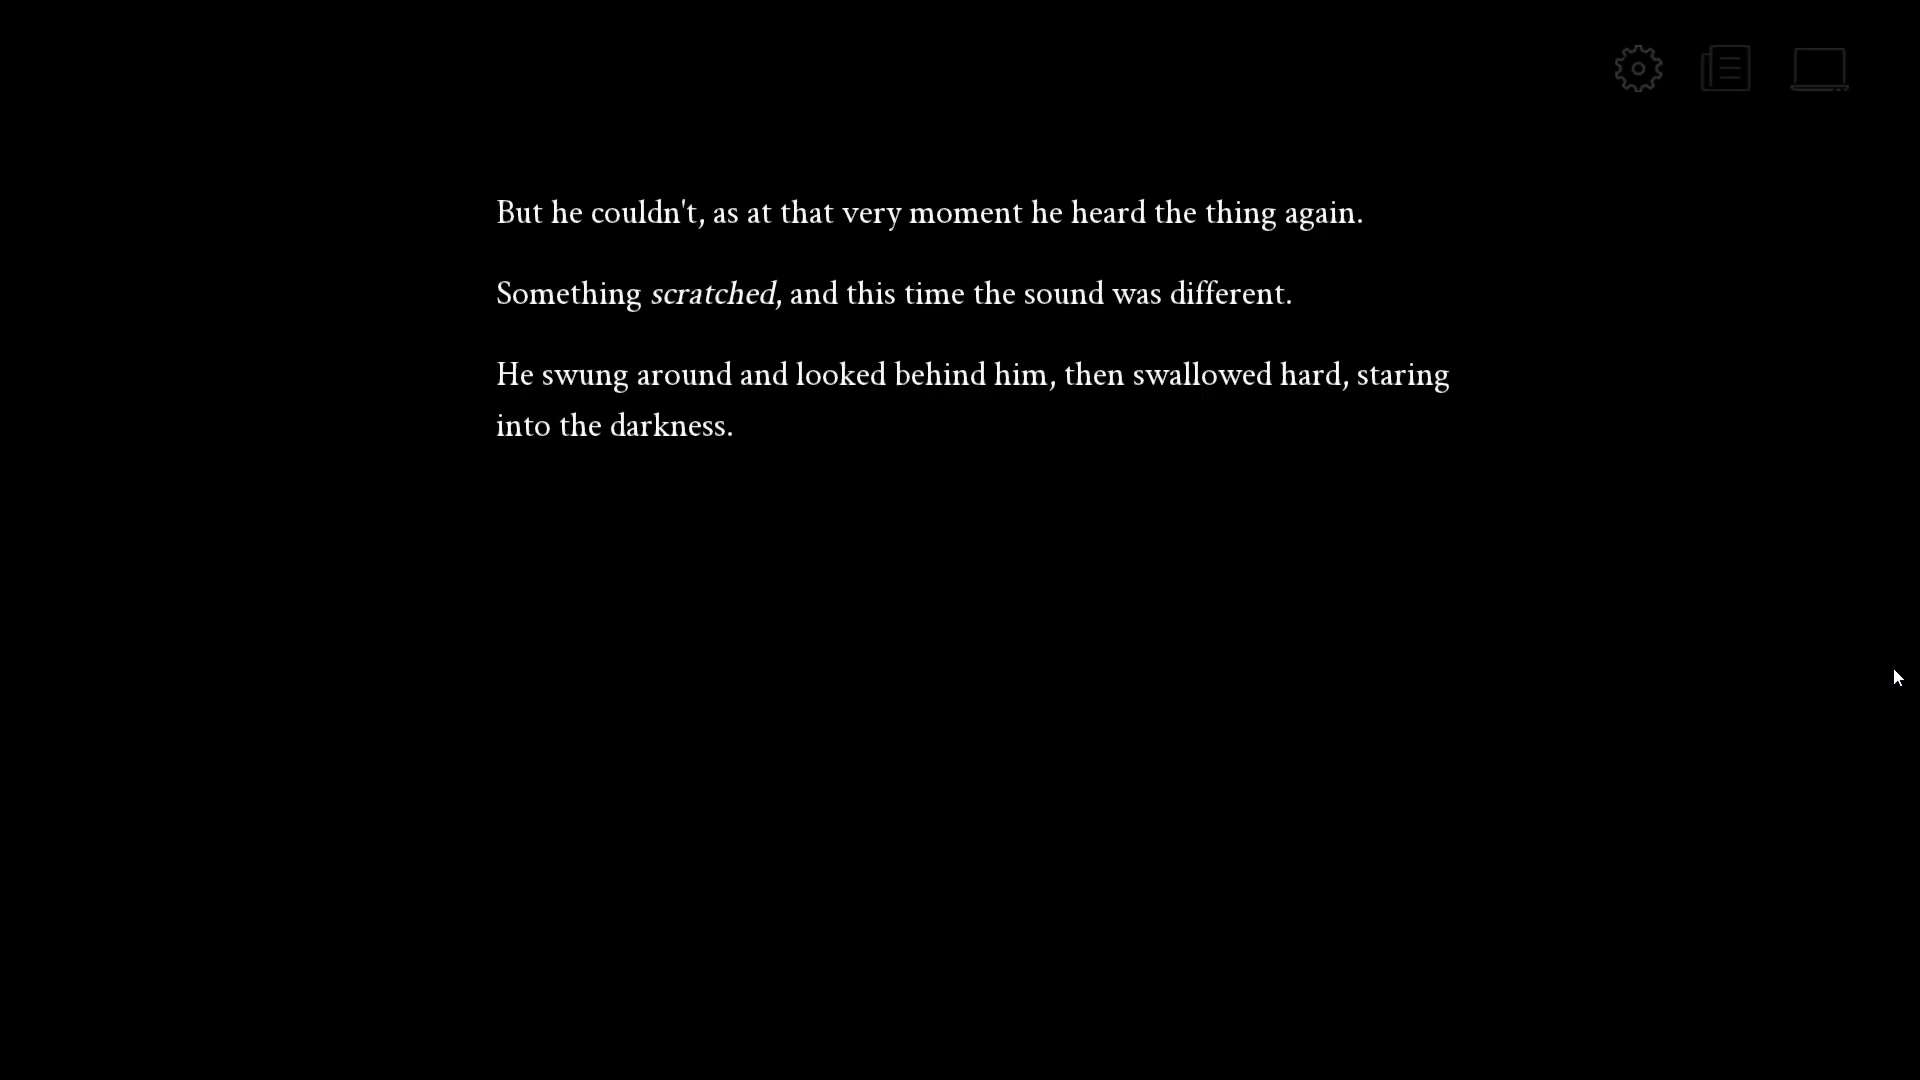 But he couldn't, as at that very moment he heard the thing again.
Something scratched, and this time the sound was different.
He swung around and looked behind him, then swallowed hard, staring
into the darkness.